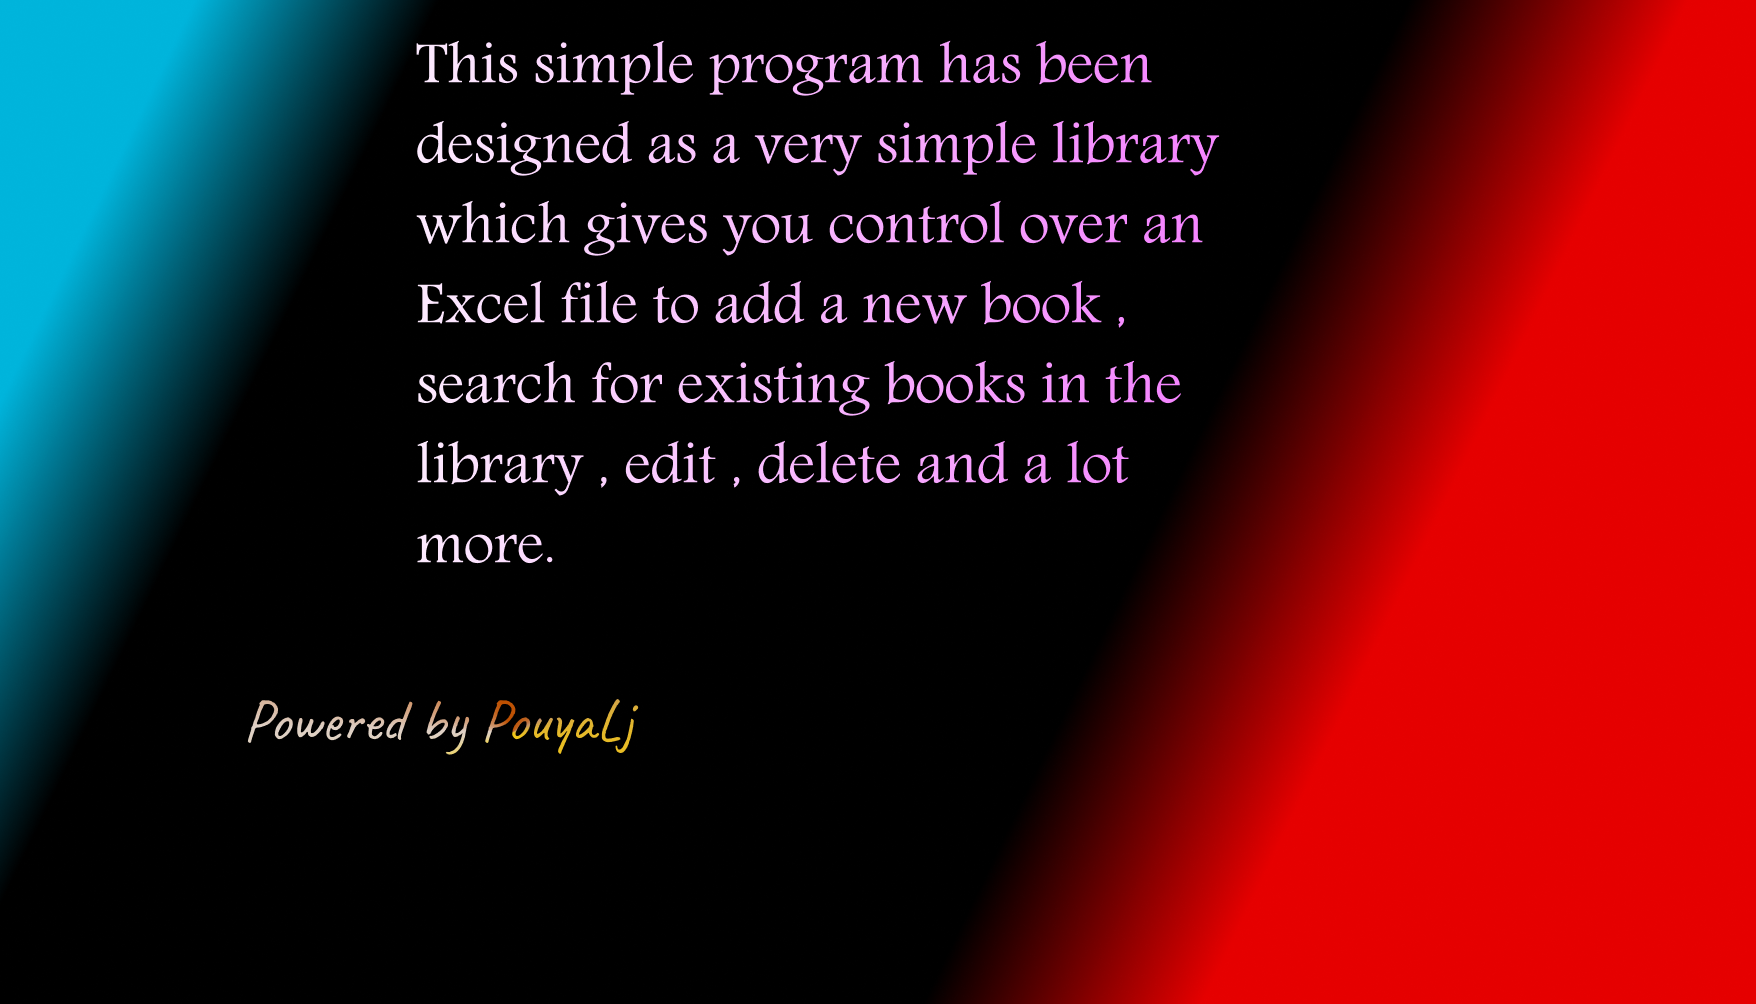 This simple program has been
designed as a very simple library
which gives you control over an
Excel file to add a new book ,
search for existing books in the
library , edit , delete and a lot
more.
Powered by PouyaLj